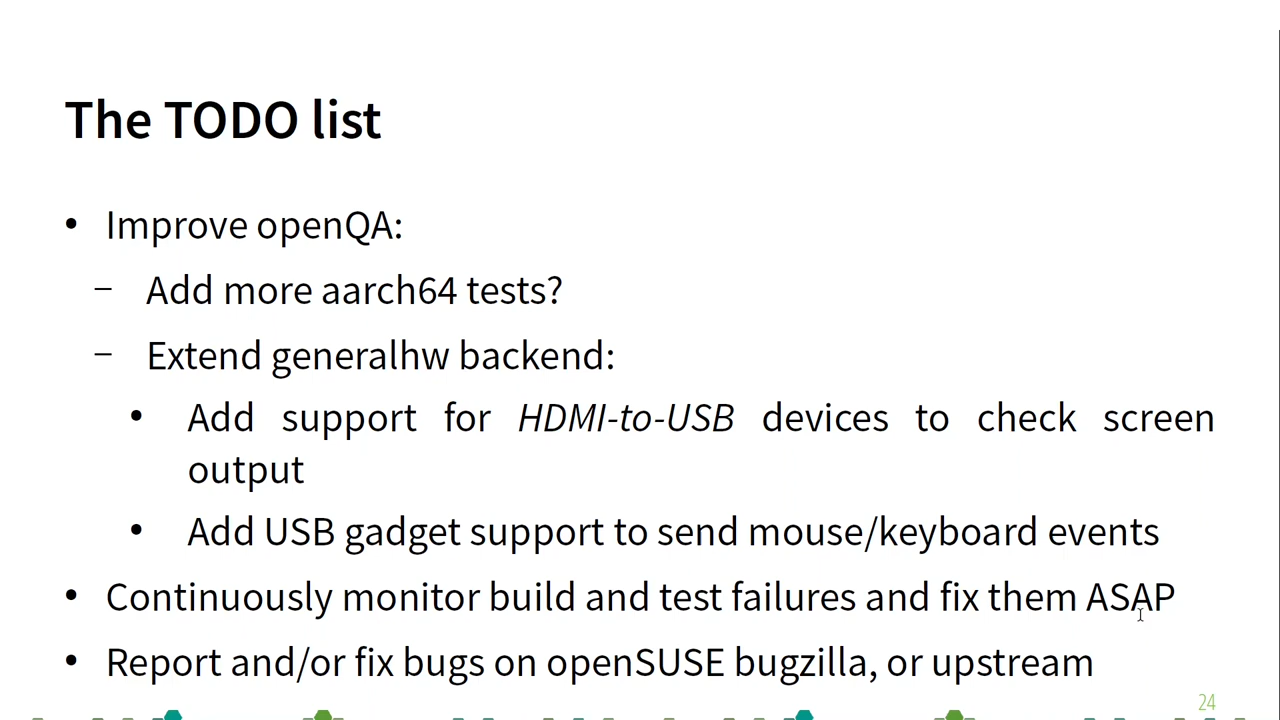 The TODO list
• Improve openQA:
– Add more aarch64 tests?
– Extend generalhw backend:
• Add support for HDMI-to-USB devices to check screen
output
• Add USB gadget support to send mouse/keyboard events
• Continuously monitor build and test failures and fix them ASAP
• Report and/or fix bugs on openSUSE bugzilla, or upstream
24